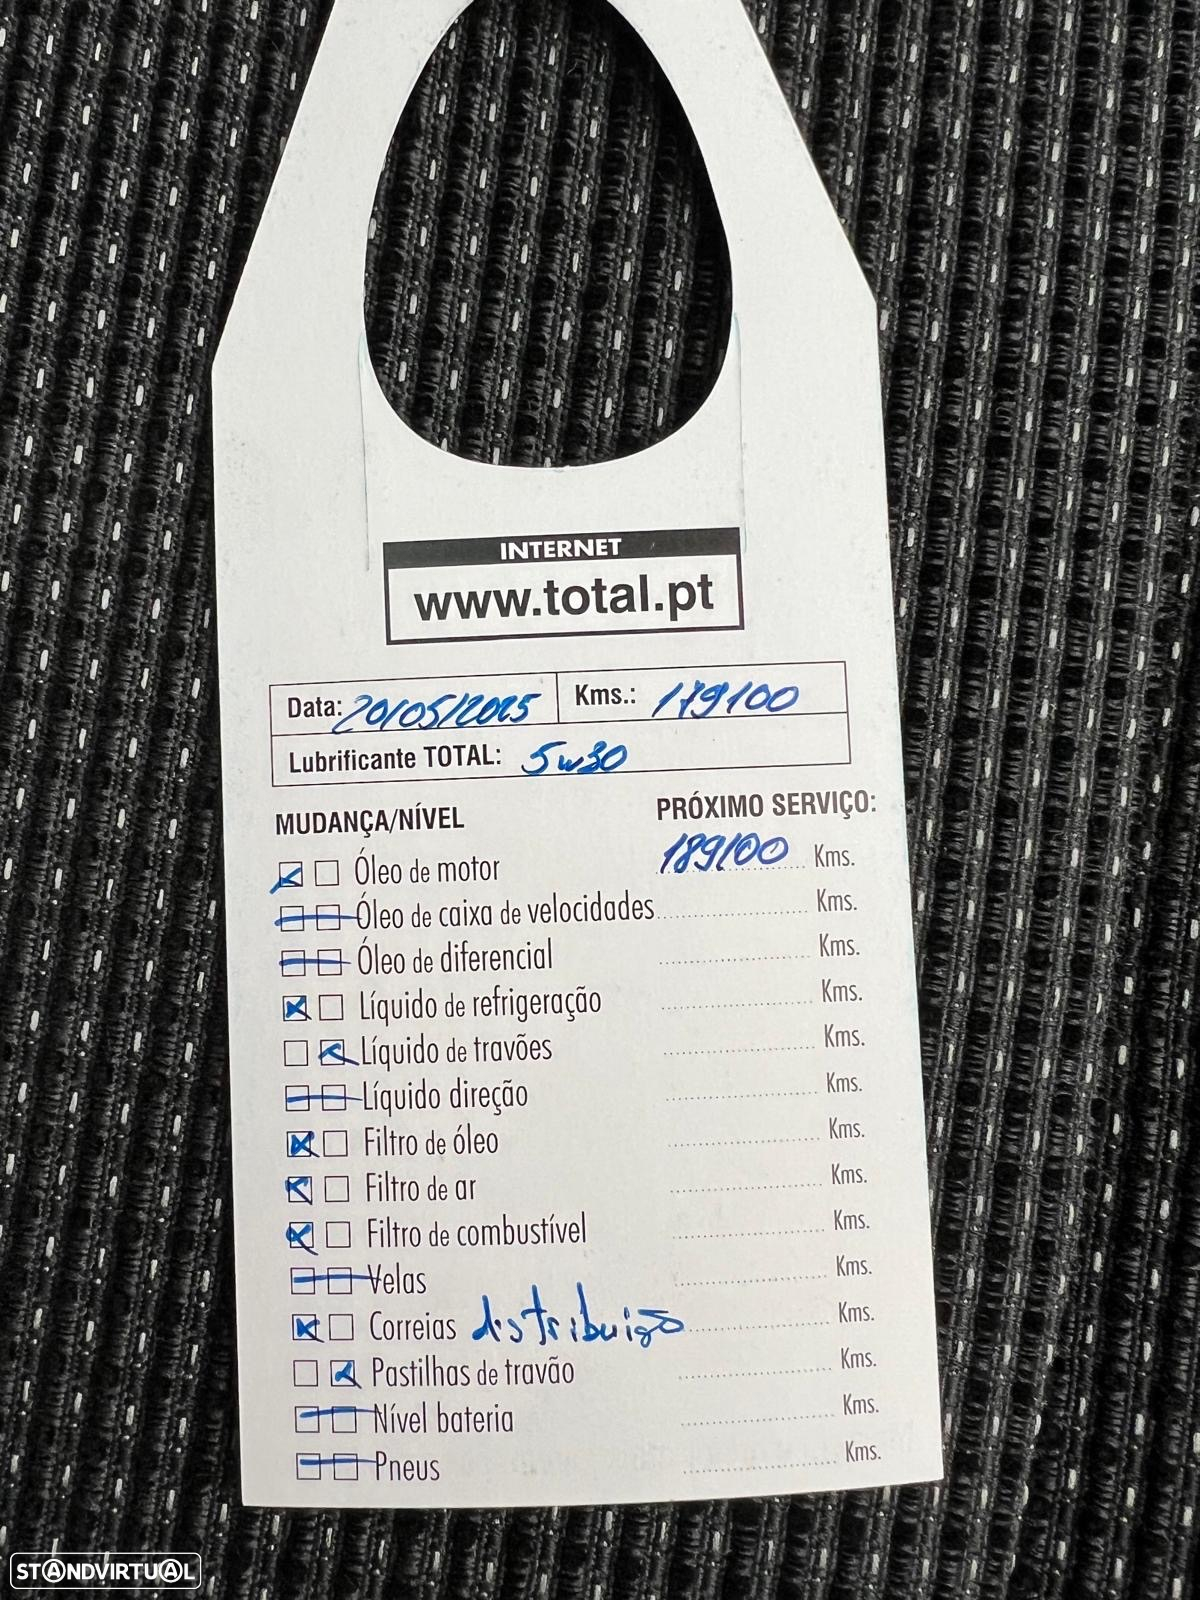 INTERNET
www.total.pt
Data: 20/05/2025 Kms.: 179100
Lubrificante TOTAL: 5w30
MUDANÇA/NÍVEL PRÓXIMO SERVIÇO:
Óleo de motor 189100 Kms.
Óleo de caixa de velocidades Kms.
Óleo de diferencial Kms.
Líquido de refrigeração Kms.
Líquido de travões Kms.
Líquido direção Kms.
Filtro de óleo Kms.
Filtro de ar Kms.
Filtro de combustível Kms.
Velas Kms.
Correias distribuição Kms.
Pastilhas de travão Kms.
Nível bateria Kms.
Pneus Kms.
STANDVIRTUAL